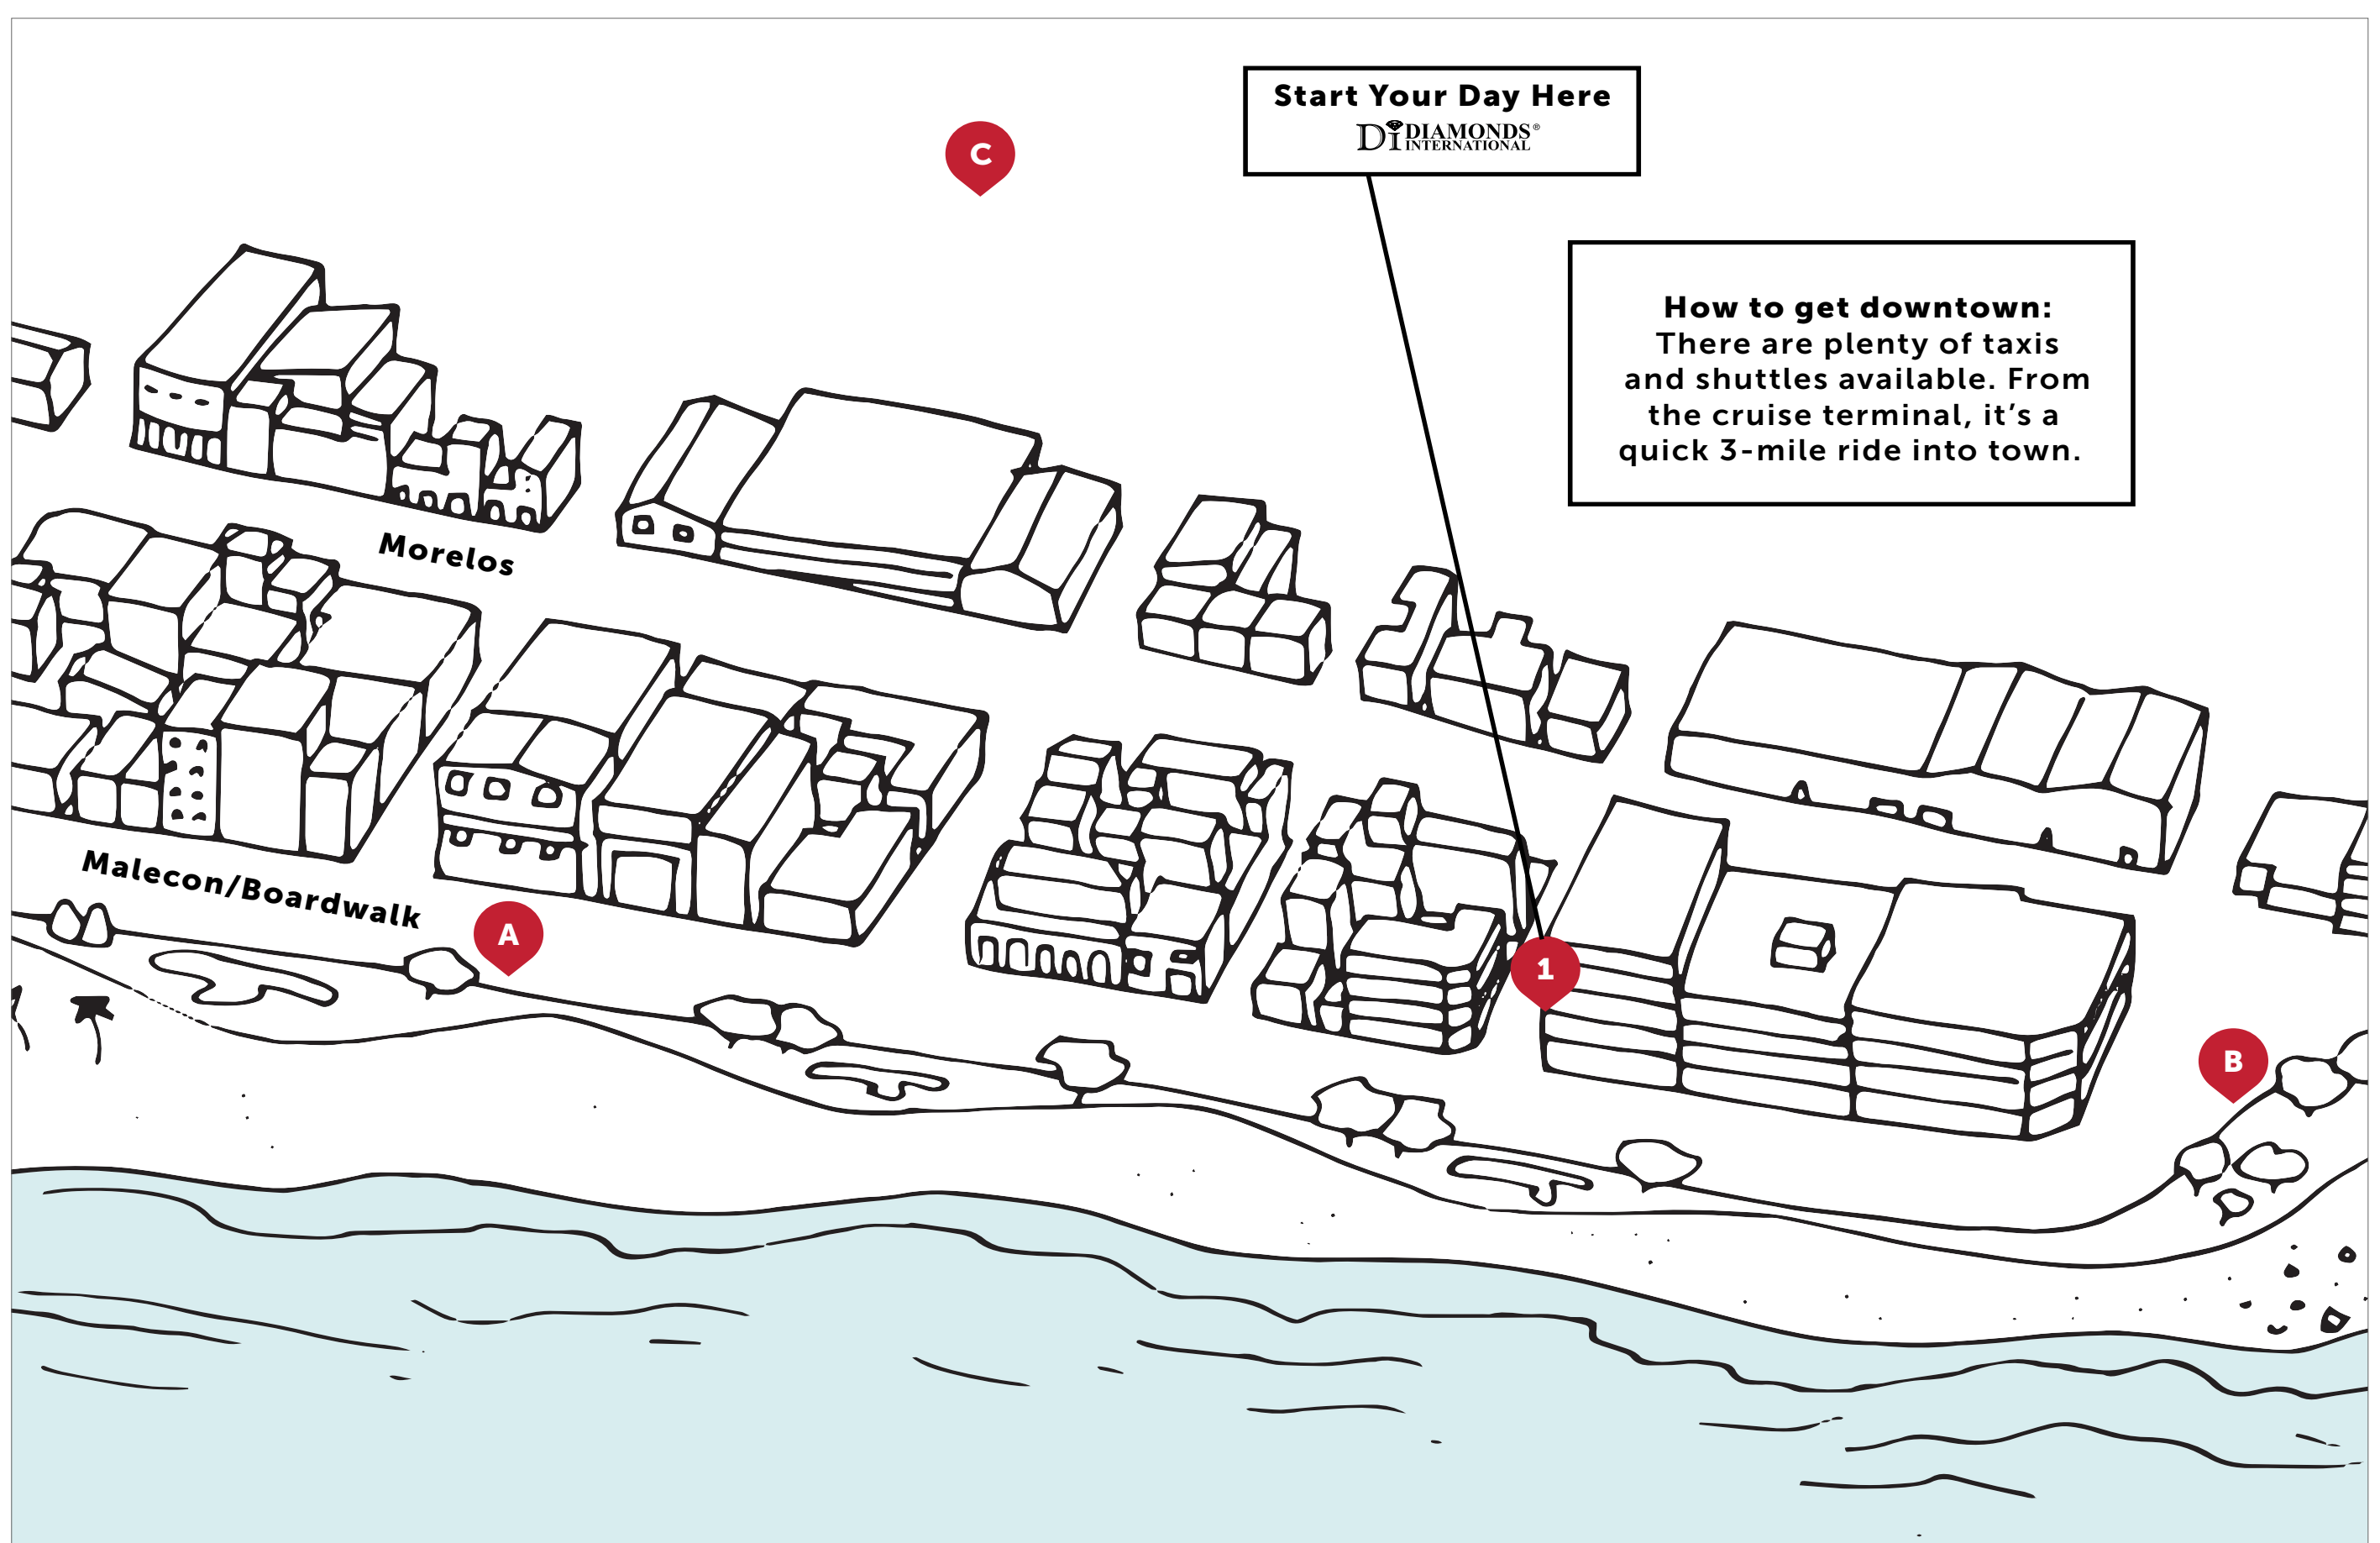 Start Your Day Here
Di DIAMONDS®
INTERNATIONAL
C
How to get downtown:
There are plenty of taxis
and shuttles available. From
the cruise terminal, it’s a
quick 3-mile ride into town.
Morelos
Malecon/Boardwalk
A
1
B